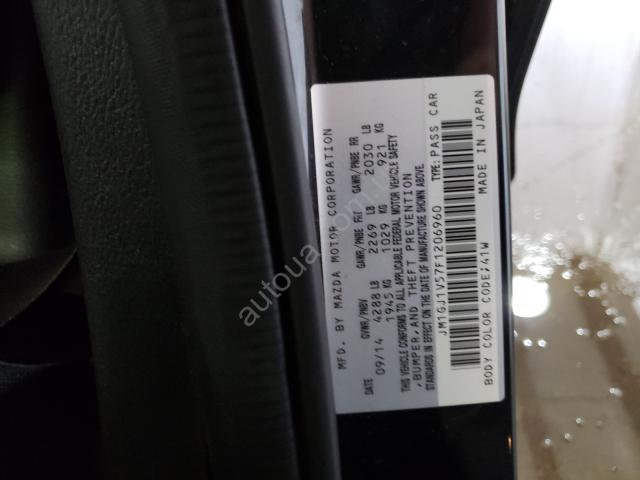 MFD. BY MAZDA MOTOR CORPORATION
DATE GVWR/PNBV GAWR/PNBE FRT GAWR/PNBE RR
09/14 4288 LB 2269 LB 2030 LB
1945 KG 1029 KG 921 KG
THIS VEHICLE CONFORMS TO ALL APPLICABLE FEDERAL MOTOR VEHICLE SAFETY
,BUMPER,AND THEFT PREVENTION
STANDARDS IN EFFECT ON THE DATE OF MANUFACTURE SHOWN ABOVE.
JM1GJ1V57F1206960 TYPE:PASS CAR
BODY COLOR CODE;41W MADE IN JAPAN
autoua.com